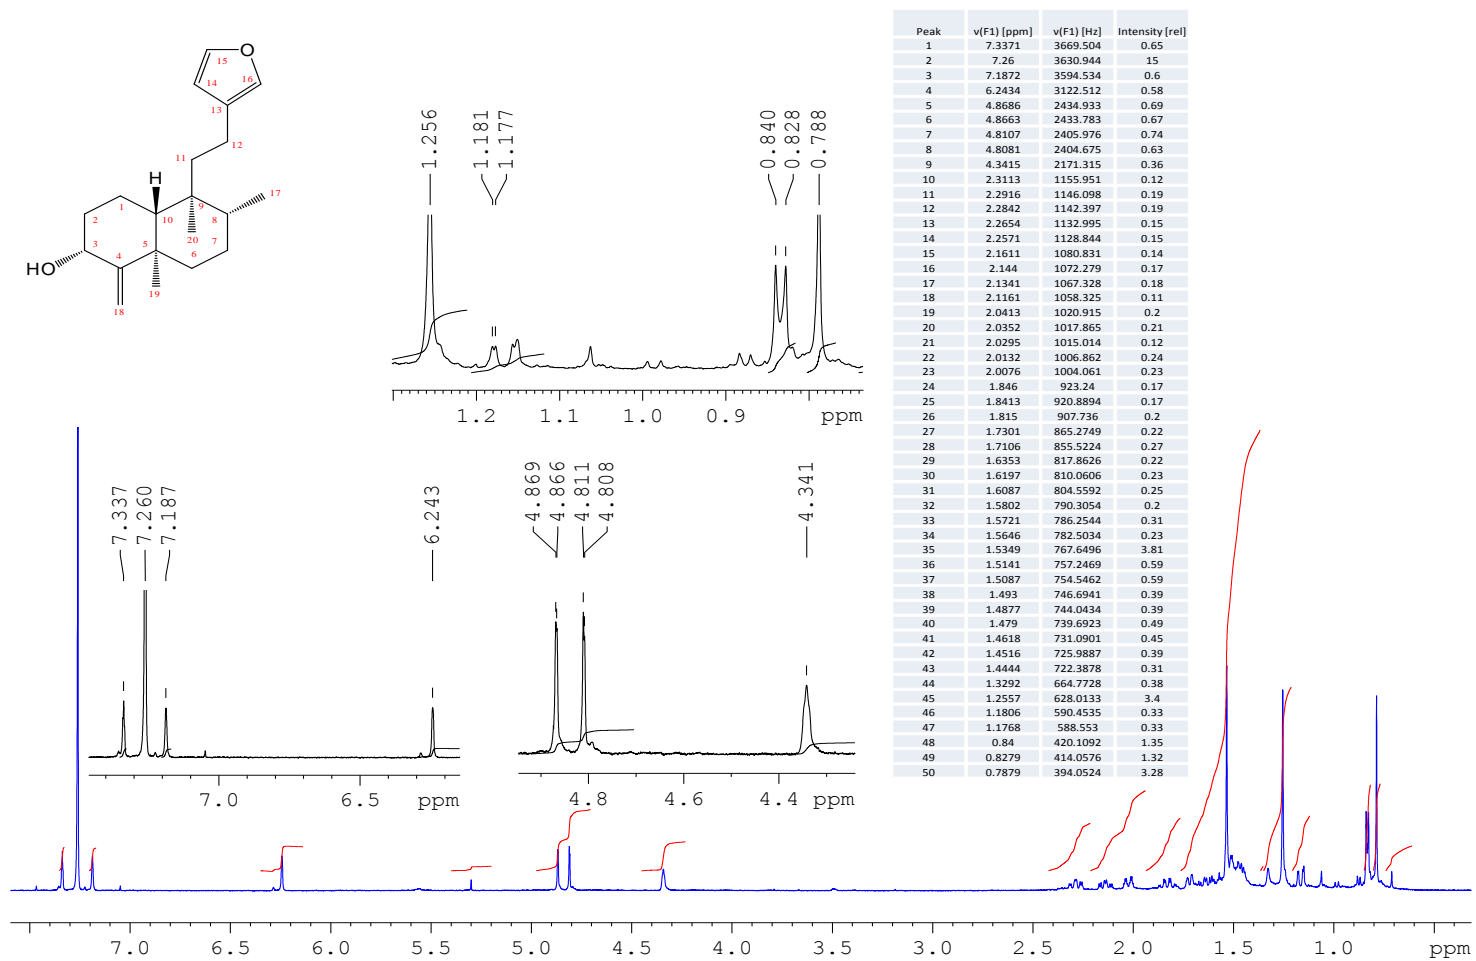 O
15
16
14
13
12
11
H
17
1
10
9
8
2
20
7
3
4
5
6
HO
19
18
1.256
1.181
1.177
0.840
0.828
0.788
1.2 1.1 1.0 0.9 ppm
7.337
7.260
7.187
6.243
7.0 6.5 ppm
4.869
4.866
4.811
4.808
4.341
4.8 4.6 4.4 ppm
Peak ν(F1) [ppm] ν(F1) [Hz] Intensity [rel]
1 7.3371 3669.504 0.65
2 7.26 3630.944 15
3 7.1872 3594.534 0.6
4 6.2434 3122.512 0.58
5 4.8686 2434.933 0.69
6 4.8663 2433.783 0.67
7 4.8107 2405.976 0.74
8 4.8081 2404.675 0.63
9 4.3415 2171.315 0.36
10 2.3113 1155.951 0.12
11 2.2916 1146.098 0.19
12 2.2842 1142.397 0.19
13 2.2654 1132.995 0.15
14 2.2571 1128.844 0.15
15 2.1611 1080.831 0.14
16 2.144 1072.279 0.17
17 2.1341 1067.328 0.18
18 2.1161 1058.325 0.11
19 2.0413 1020.915 0.2
20 2.0352 1017.865 0.21
21 2.0295 1015.014 0.12
22 2.0132 1006.862 0.24
23 2.0076 1004.061 0.23
24 1.846 923.24 0.17
25 1.8413 920.8894 0.17
26 1.815 907.736 0.2
27 1.7301 865.2749 0.22
28 1.7106 855.5224 0.27
29 1.6353 817.8626 0.22
30 1.6197 810.0606 0.23
31 1.6087 804.5592 0.25
32 1.5802 790.3054 0.2
33 1.5721 786.2544 0.31
34 1.5646 782.5034 0.23
35 1.5349 767.6496 3.81
36 1.5141 757.2469 0.59
37 1.5087 754.5462 0.59
38 1.493 746.6941 0.39
39 1.4877 744.0434 0.39
40 1.479 739.6923 0.49
41 1.4618 731.0901 0.45
42 1.4516 725.9887 0.39
43 1.4444 722.3878 0.31
44 1.3292 664.7728 0.38
45 1.2557 628.0133 3.4
46 1.1806 590.4535 0.33
47 1.1768 588.553 0.33
48 0.84 420.1092 1.35
49 0.8279 414.0576 1.32
50 0.7879 394.0524 3.28
7.0 6.5 6.0 5.5 5.0 4.5 4.0 3.5 3.0 2.5 2.0 1.5 1.0 ppm